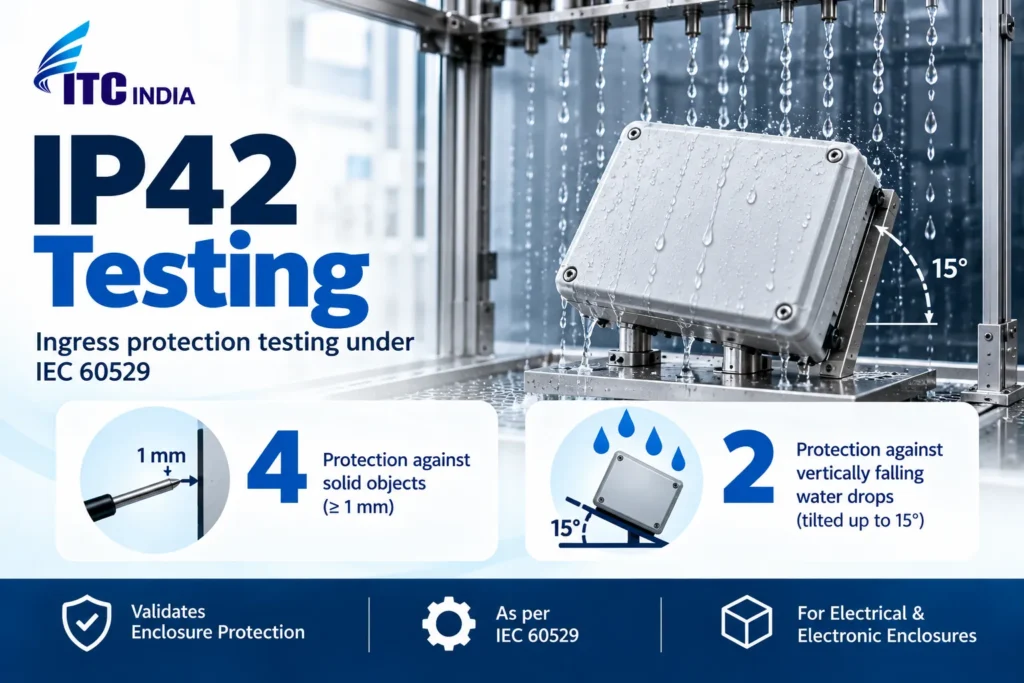 ITC INDIA
IP42
Testing
Ingress protection testing under
IEC 60529
15°
1 mm
4
Protection against
solid objects
(≥ 1 mm)
15°
2
Protection against
vertically falling
water drops
(tilted up to 15°)
Validates
Enclosure Protection
As per
IEC 60529
For Electrical &
Electronic Enclosures